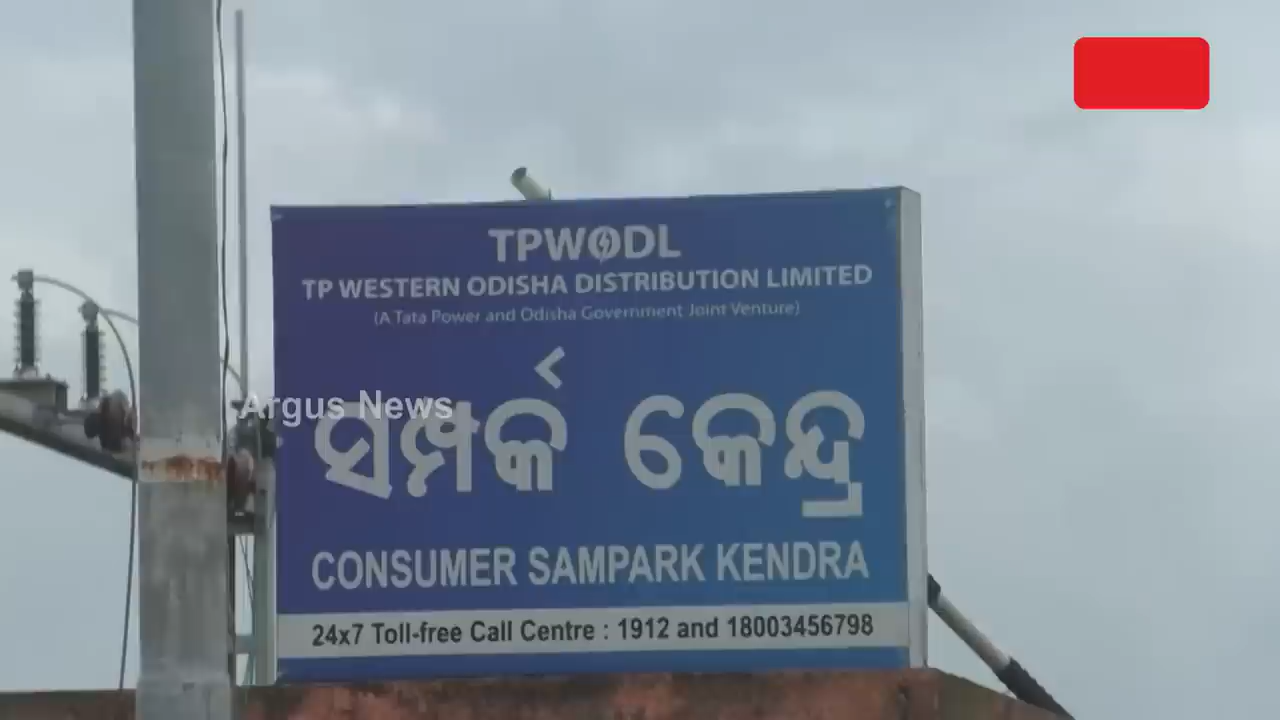 TPWODL
TP WESTERN ODISHA DISTRIBUTION LIMITED
(A Tata Power and Odisha Government Joint Venture)
Argus News
ସମ୍ପର୍କ କେନ୍ଦ୍ର
CONSUMER SAMPARK KENDRA
24x7 Toll-free Call Centre : 1912 and 18003456798